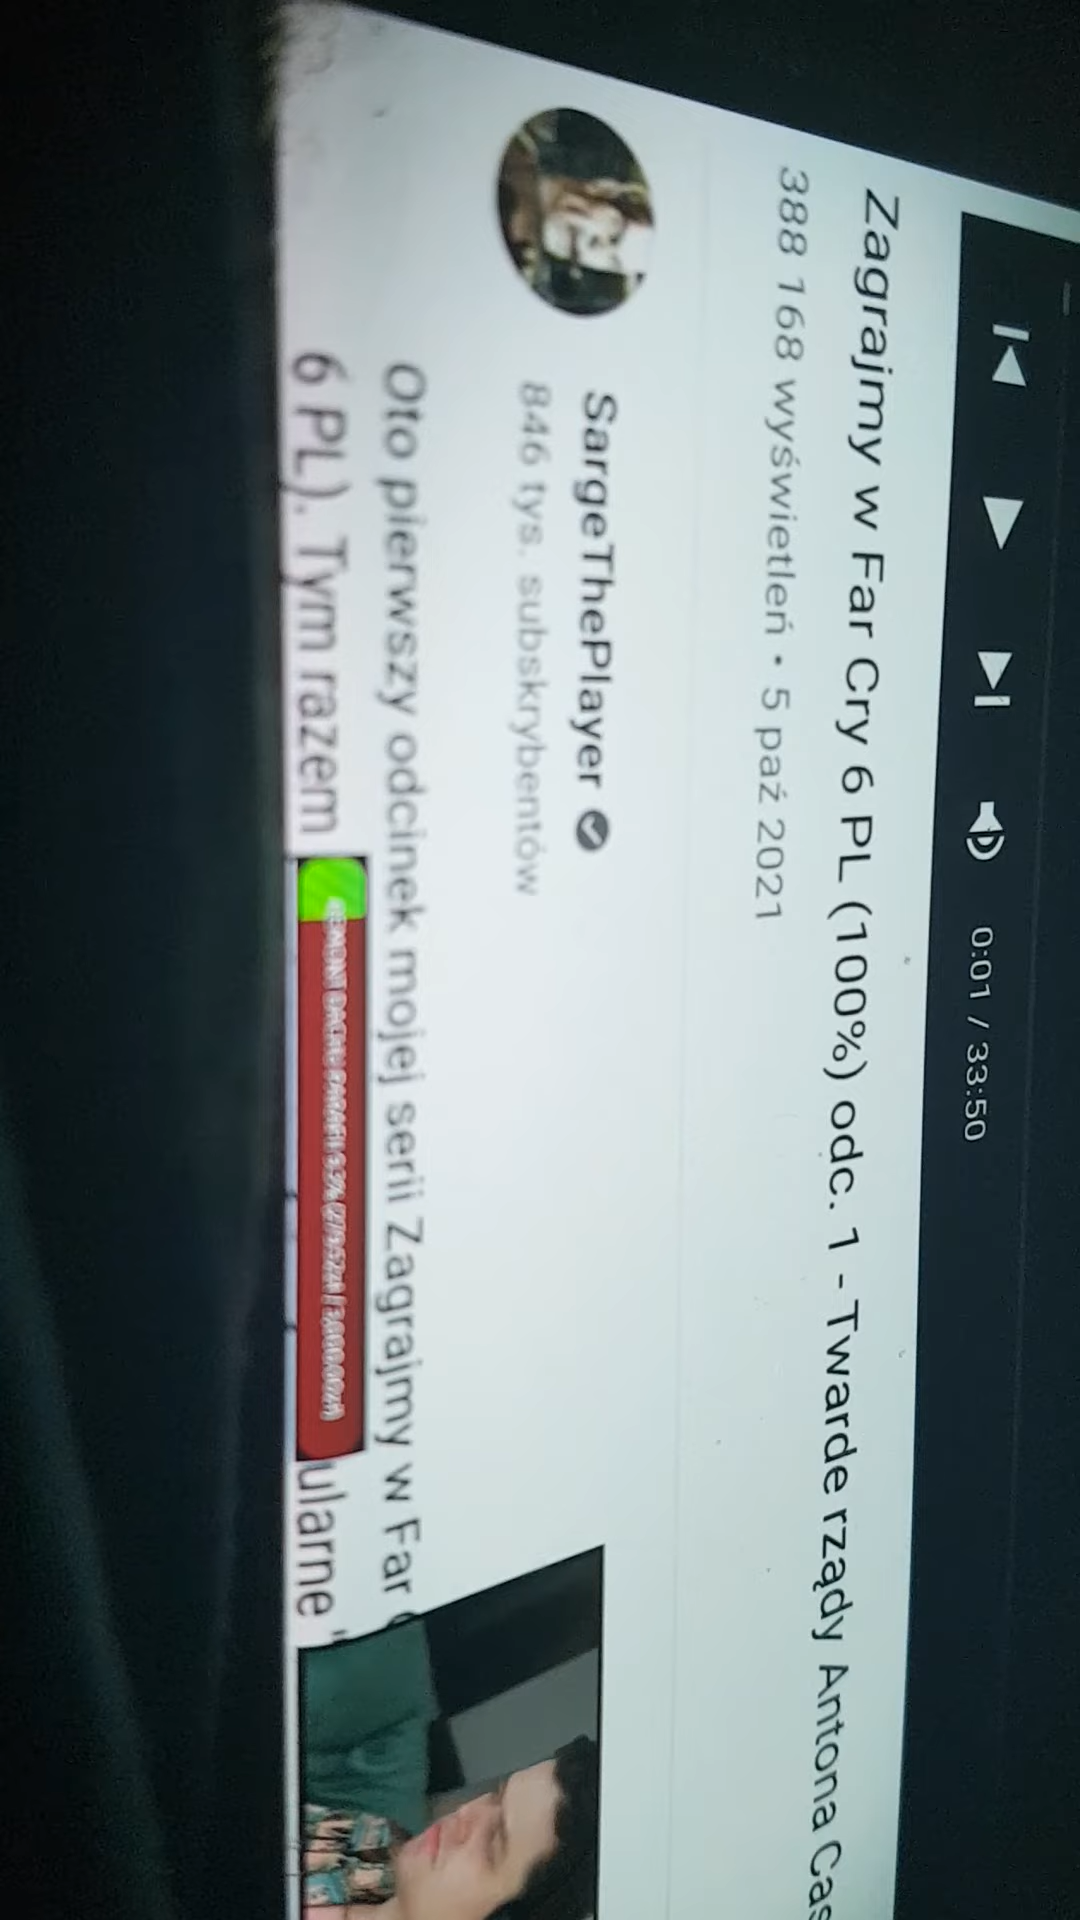 0:01 / 33:50
Zagrajmy w Far Cry 6 PL (100%) odc. 1 - Twarde rządy Antona Cas
388 168 wyświetleń • 5 paź 2021
SargeThePlayer
846 tys. subskrybentów
Oto pierwszy odcinek mojej serii Zagrajmy w Far
6 PL). Tym razem
ularne"